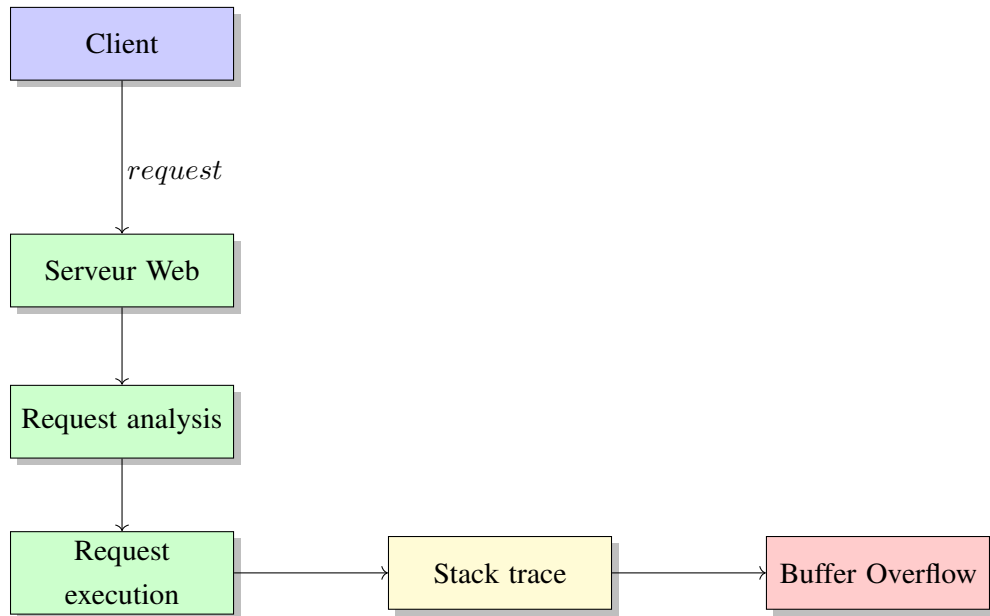 Client
request
Serveur Web
Request analysis
Request
execution
Stack trace
Buffer Overflow